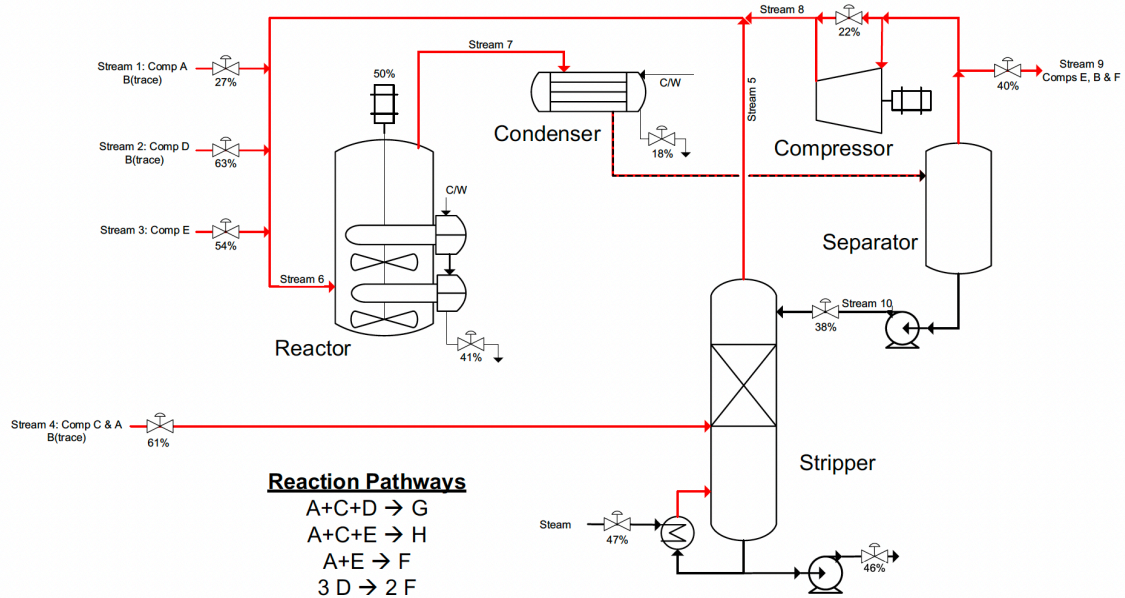 Stream 8
22%
Stream 7
Stream 1: Comp A
B(trace)
27%
50%
C/W
Stream 9
Comps E, B & F
40%
Stream 5
Condenser
18%
Compressor
Stream 2: Comp D
B(trace)
63%
C/W
Stream 3: Comp E
54%
Separator
Stream 6
Stream 10
38%
Reactor
41%
Stream 4: Comp C & A
B(trace)
61%
Stripper
Reaction Pathways
A+C+D → G
A+C+E → H
A+E → F
3 D → 2 F
Steam
47%
46%